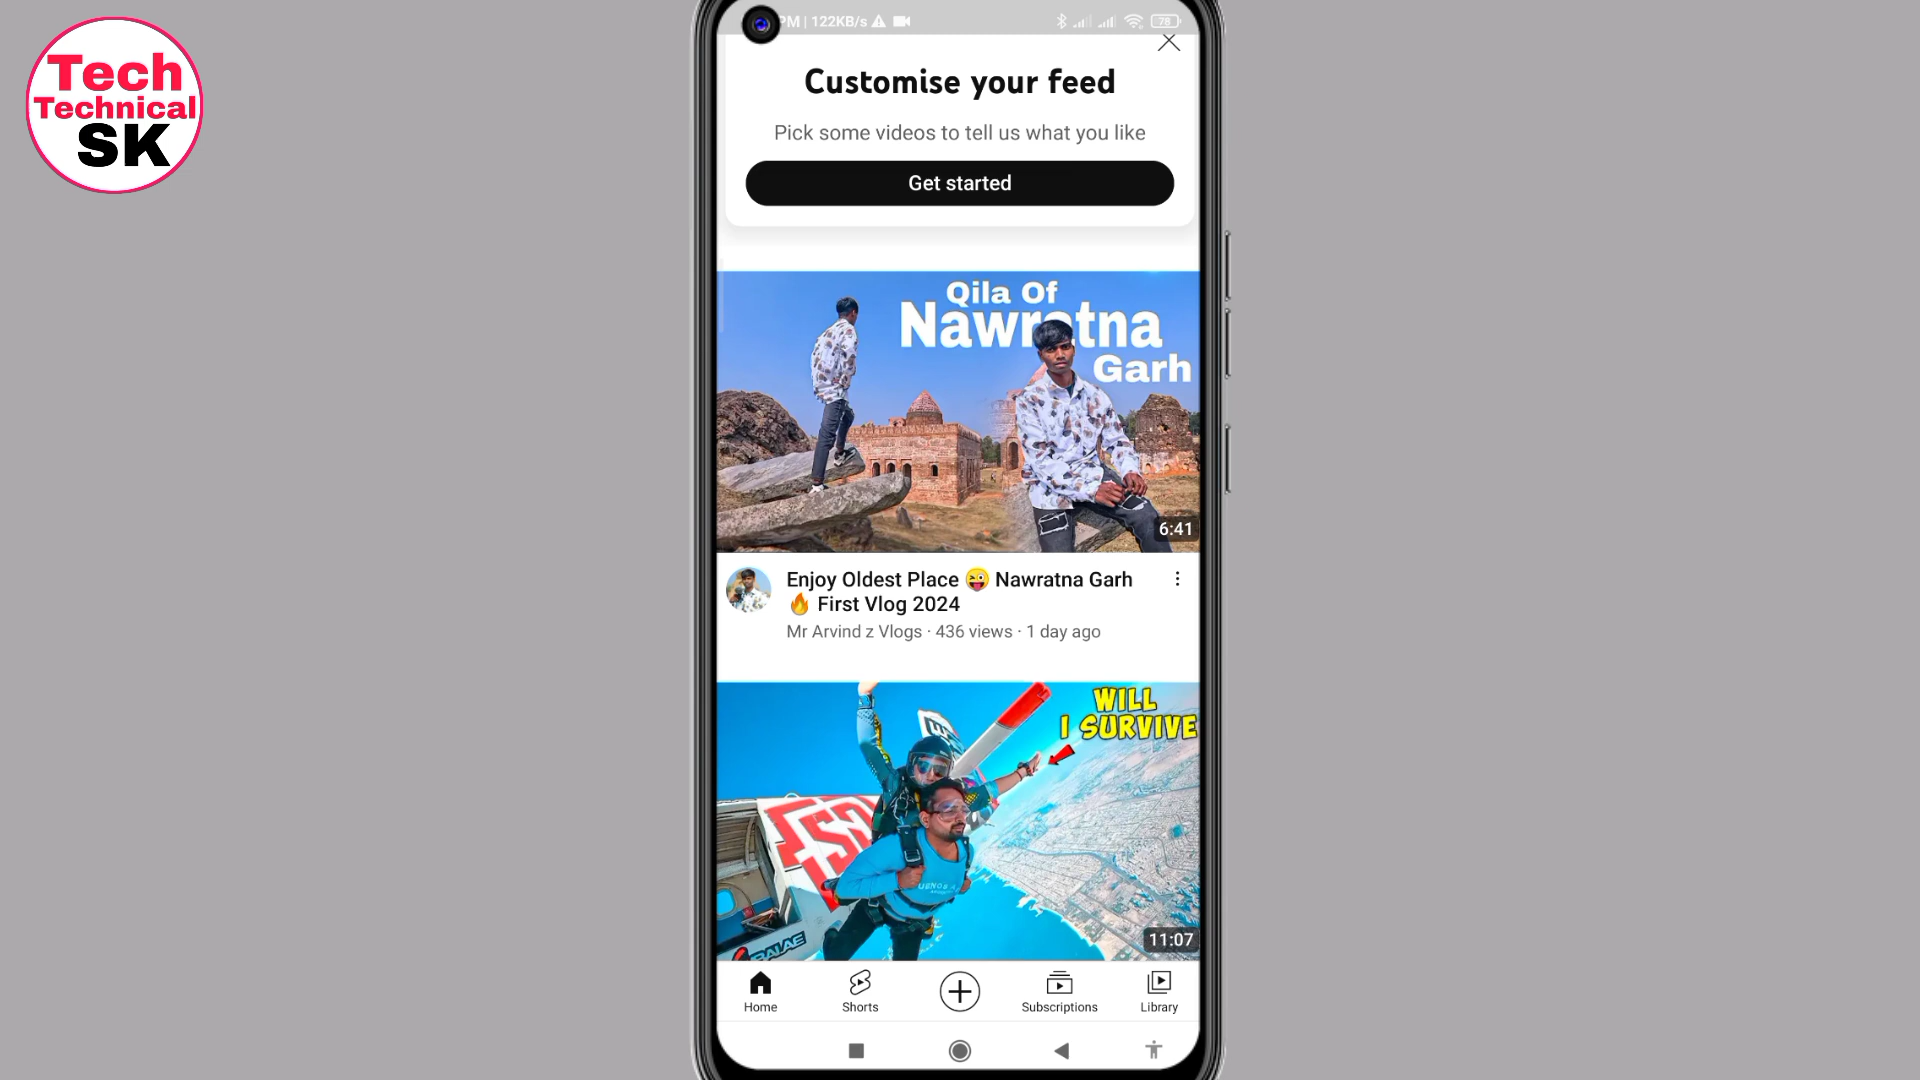 Tech
Technical
SK
PM | 122KB/s
78
Customise your feed
Pick some videos to tell us what you like
Get started
Qila Of
Nawratna
Garh
6:41
Enjoy Oldest Place 😜 Nawratna Garh
🔥 First Vlog 2024
Mr Arvind z Vlogs · 436 views · 1 day ago
WILL
I SURVIVE
11:07
Home
Shorts
Subscriptions
Library